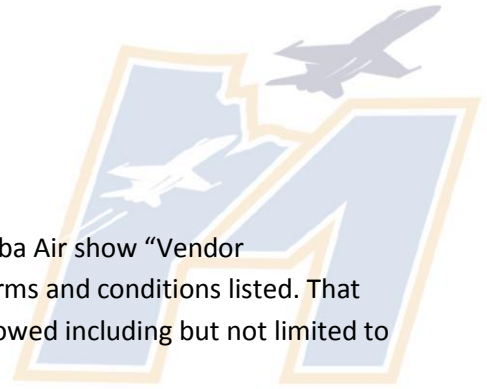 ba Air show “Vendor
rms and conditions listed. That
owed including but not limited to